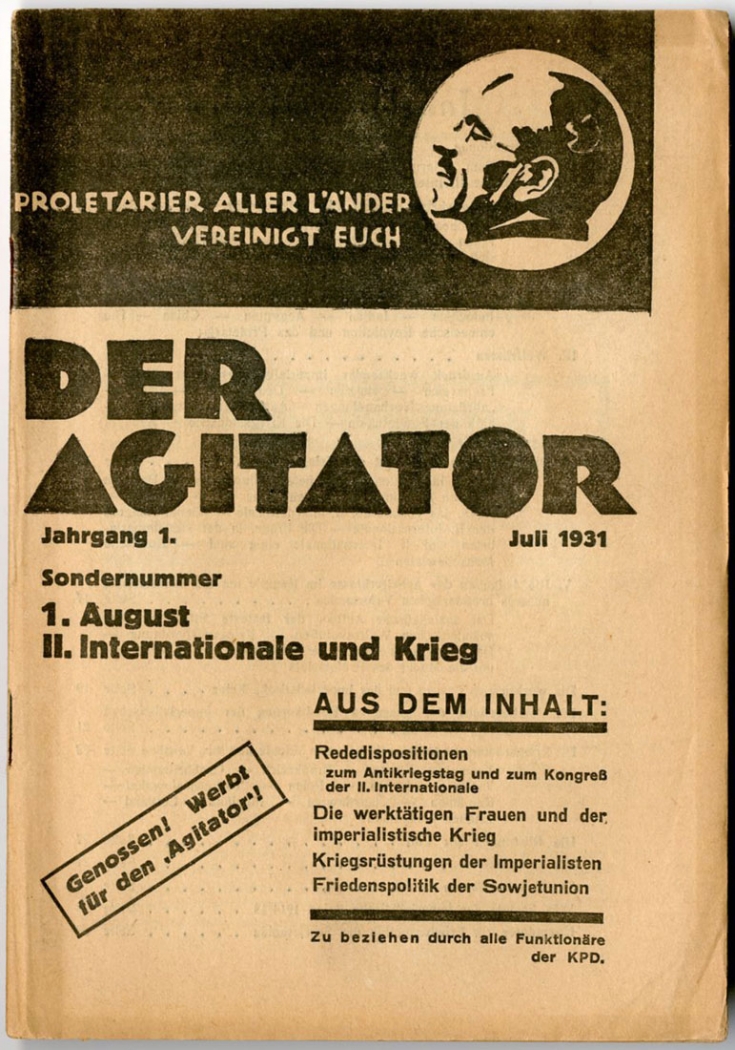 PROLETARIER ALLER L'ÄNDER
VEREINIGT EUCH
DER
AGITATOR
Jahrgang 1.
Juli 1931
Sondernummer
1. August
II. Internationale und Krieg
AUS DEM INHALT:
Rededispositionen
zum Antikriegstag und zum Kongreß
der II. Internationale
Die werktätigen Frauen und der
imperialistische Krieg
Kriegsrüstungen der Imperialisten
Friedenspolitik der Sowjetunion
Genossen! Werbt
für den ‚Agitator'!
Zu beziehen durch alle Funktionäre
der KPD.